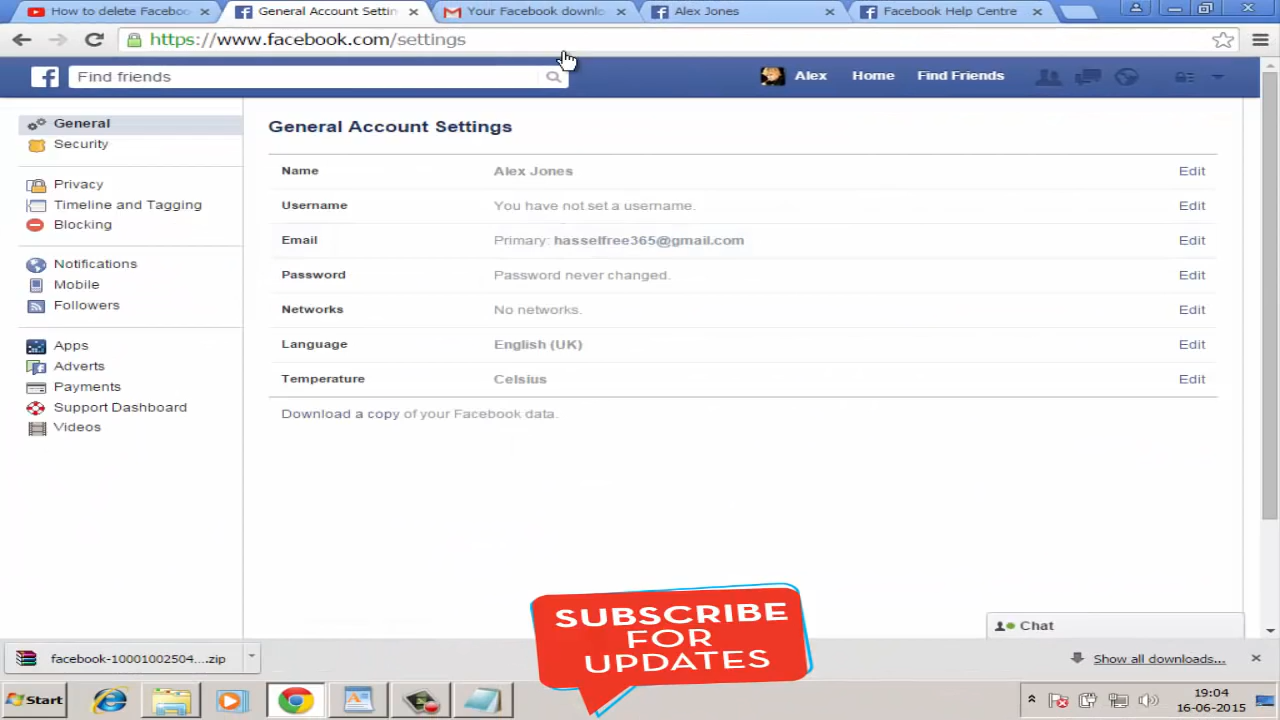 How to delete Faceboo
General Account Settin
Your Facebook downlo
Alex Jones
Facebook Help Centre
https://www.facebook.com/settings
Find friends
Alex
Home
Find Friends
General
Security
Privacy
Timeline and Tagging
Blocking
Notifications
Mobile
Followers
Apps
Adverts
Payments
Support Dashboard
Videos
General Account Settings
Name Alex Jones Edit
Username You have not set a username. Edit
Email Primary: hasselfree365@gmail.com Edit
Password Password never changed. Edit
Networks No networks. Edit
Language English (UK) Edit
Temperature Celsius Edit
Download a copy of your Facebook data.
SUBSCRIBE
FOR
UPDATES
Chat
facebook-10001002504....zip
Show all downloads...
Start
19:04
16-06-2015